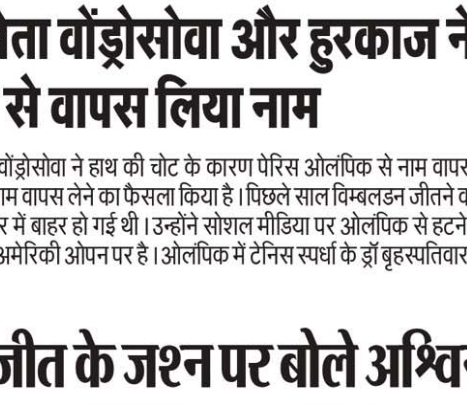 ता वोंड्रोसोवा और हुरकाज ने
से वापस लिया नाम
वोंड्रोसोवा ने हाथ की चोट के कारण पेरिस ओलंपिक से नाम वापस
म वापस लेने का फैसला किया है। पिछले साल विम्बलडन जीतने व
र में बाहर हो गई थी। उन्होंने सोशल मीडिया पर ओलंपिक से हटने
अमेरिकी ओपन पर है। ओलंपिक में टेनिस स्पर्धा के ड्रॉ बृहस्पतिवार
जीत के जश्न पर बोले अश्वि